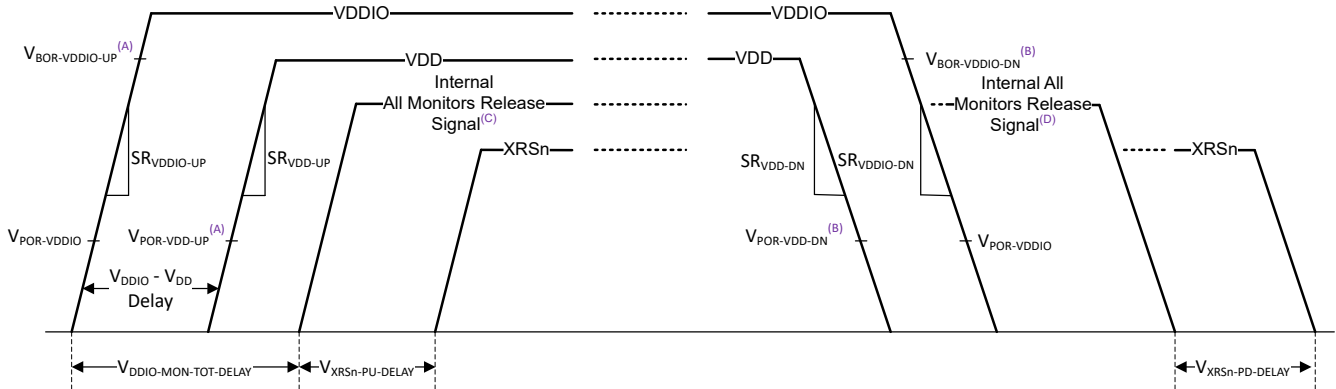 VDDIO
VBOR-VDDIO-UP(A)
VBOR-VDDIO-DN(B)
VDD
VDD
Internal
All Monitors Release
Signal(C)
Internal All
Monitors Release
Signal(D)
XRSn
XRSn
SRVDDIO-UP
SRVDD-UP
SRVDD-DN
SRVDDIO-DN
VPOR-VDDIO
VPOR-VDD-UP(A)
VPOR-VDD-DN(B)
VPOR-VDDIO
VDDIO - VDD
Delay
VDDIO-MON-TOT-DELAY
VXRSn-PU-DELAY
VXRSn-PD-DELAY